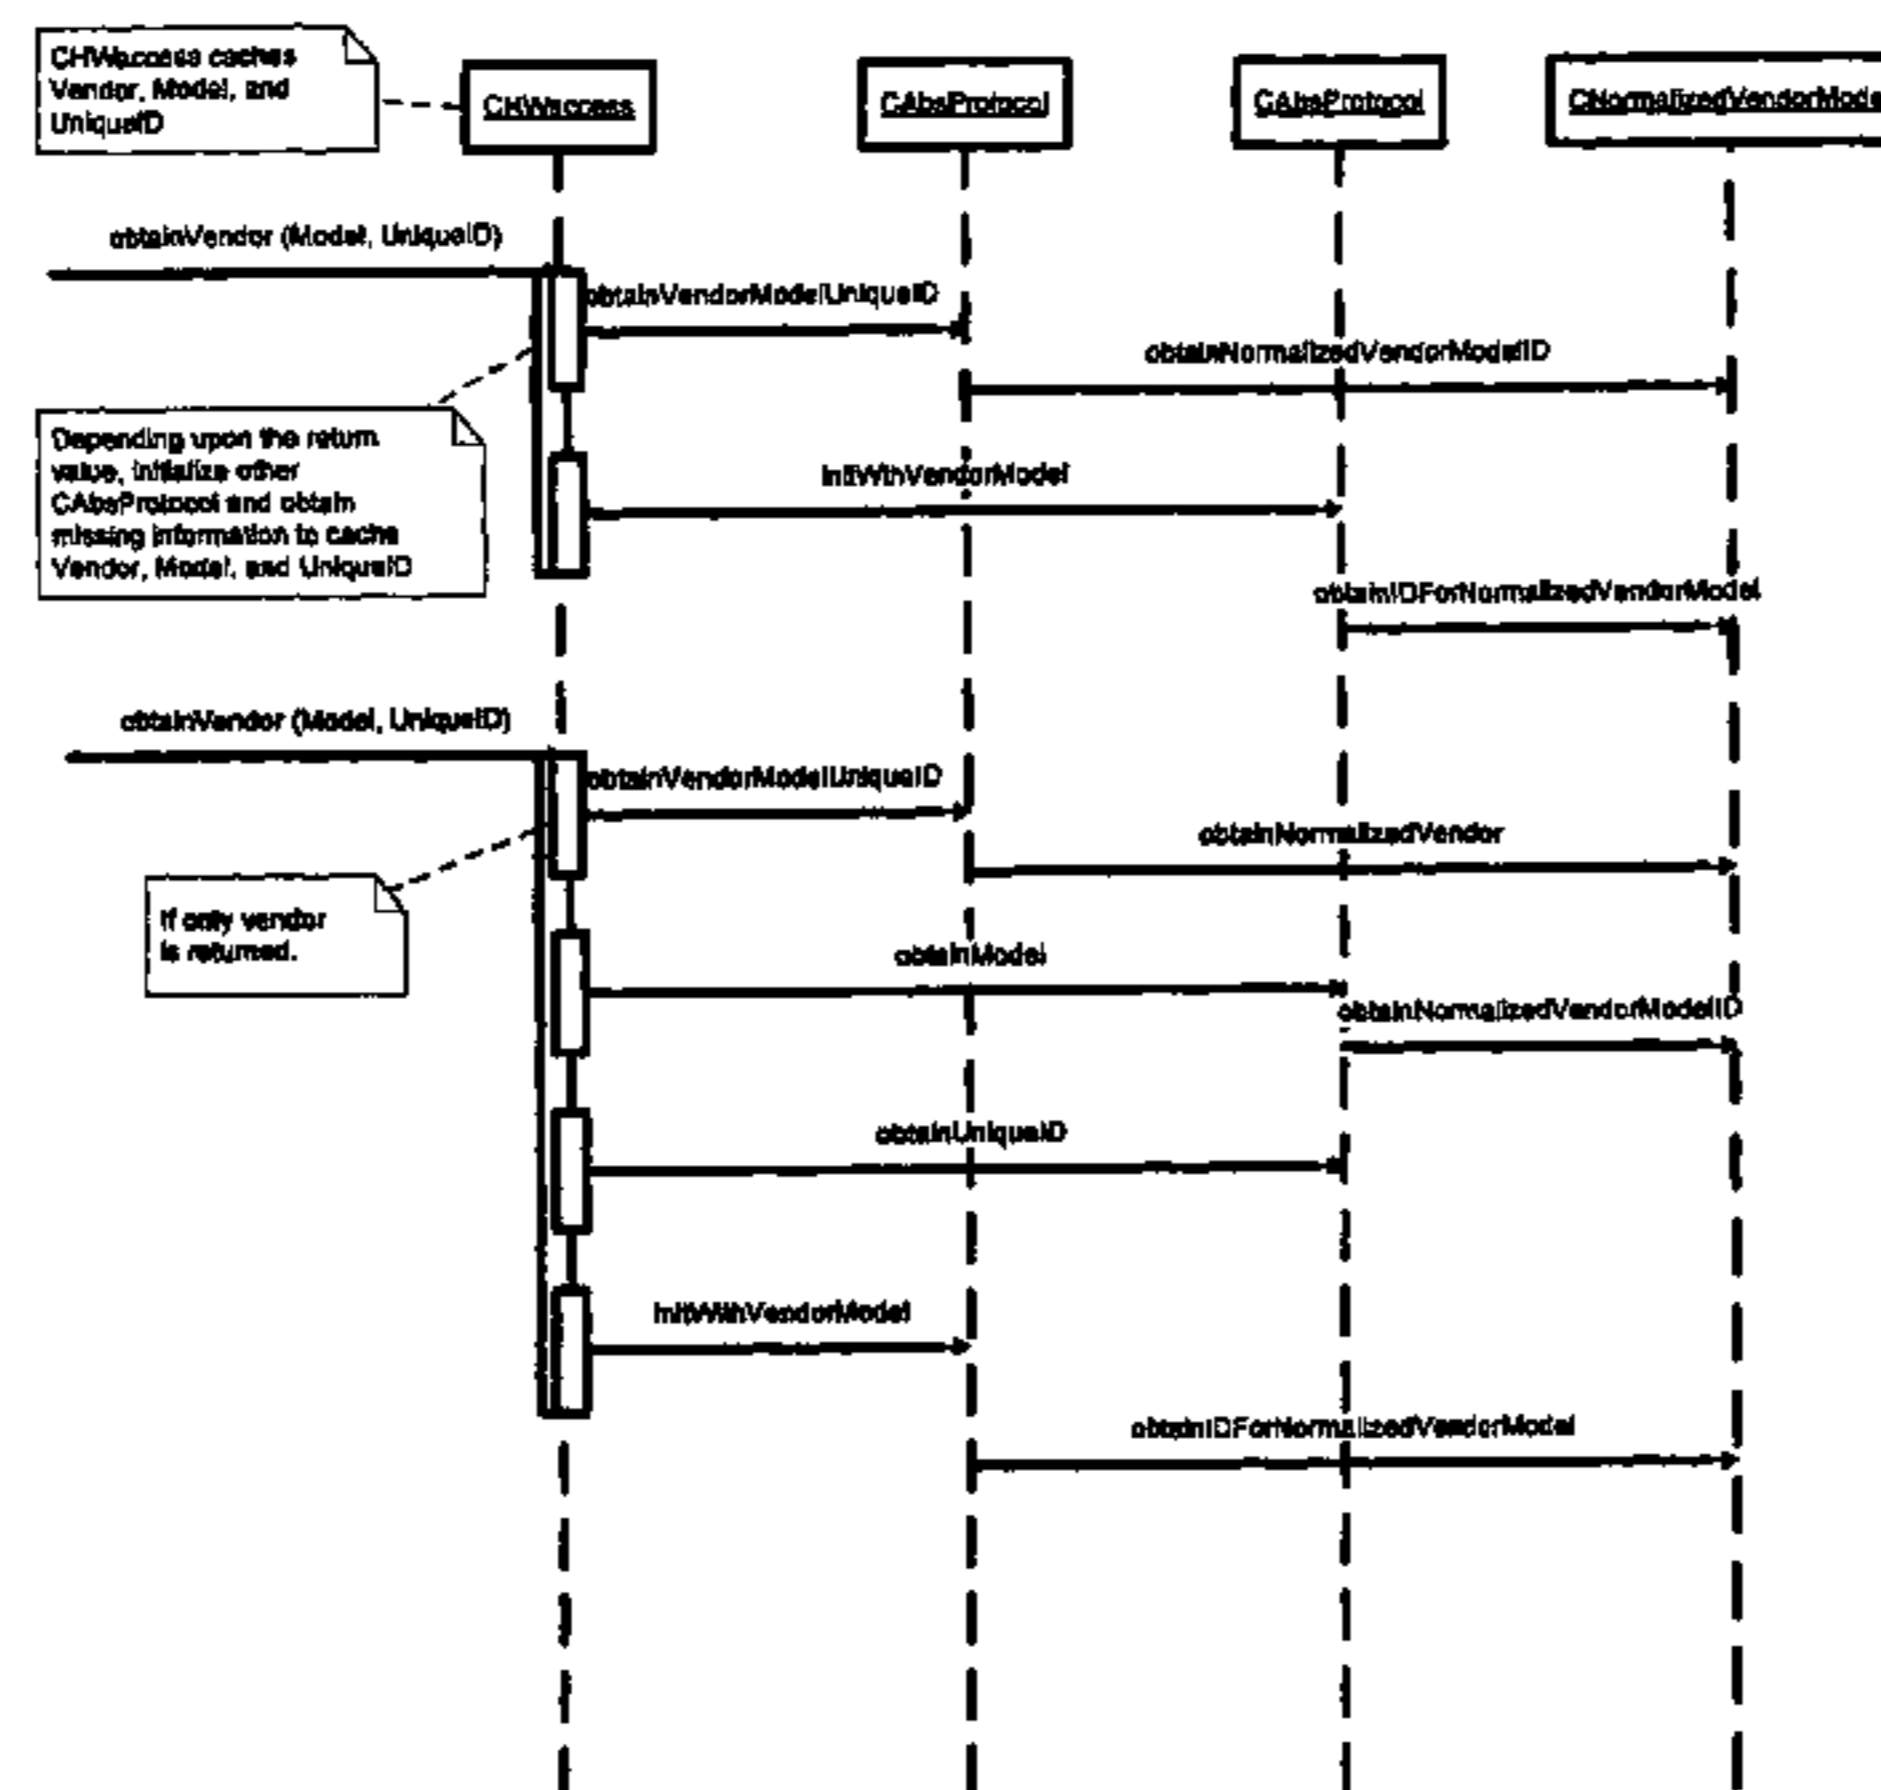 CHWaccess caches
Vendor, Model, and
UniqueID
CHWaccess
CAbsProtocol
CAbsProtocol
CNormalizedVendorMode
obtainVendor (Model, UniqueID)
obtainVendorModelUniqueID
obtainNormalizedVendorModelID
Depending upon the return
value, initialize other
CAbsProtocol and obtain
missing information to cache
Vendor, Model, and UniqueID
InitWithVendorModel
obtainIDForNormalizedVendorModel
obtainVendor (Model, UniqueID)
obtainVendorModelUniqueID
obtainNormalizedVendor
If only vendor
is returned.
obtainModel
obtainNormalizedVendorModelID
obtainUniqueID
InitWithVendorModel
obtainIDForNormalizedVendorModel